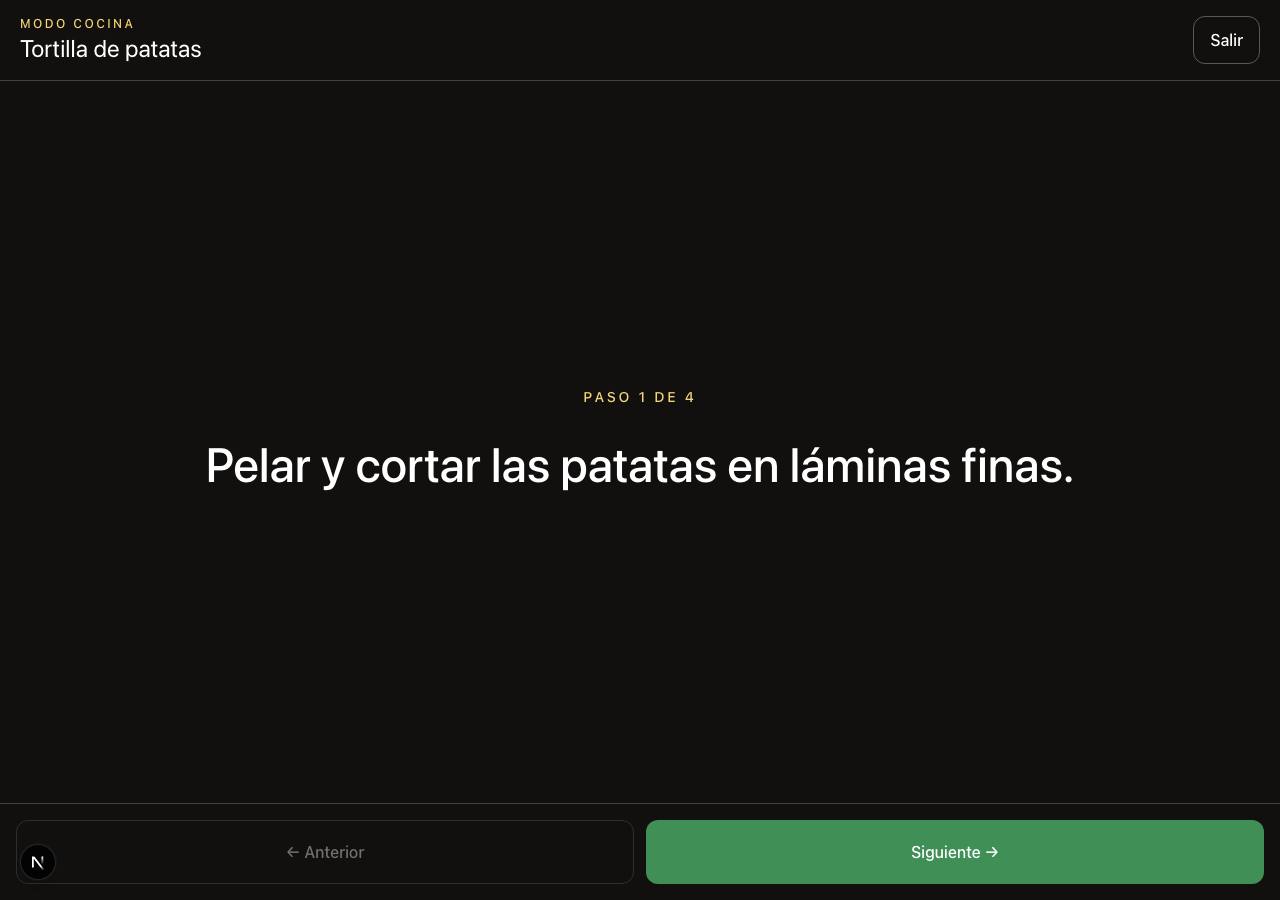 MODO COCINA
Tortilla de patatas
Salir
PASO 1 DE 4
Pelar y cortar las patatas en láminas finas.
← Anterior
Siguiente →
N